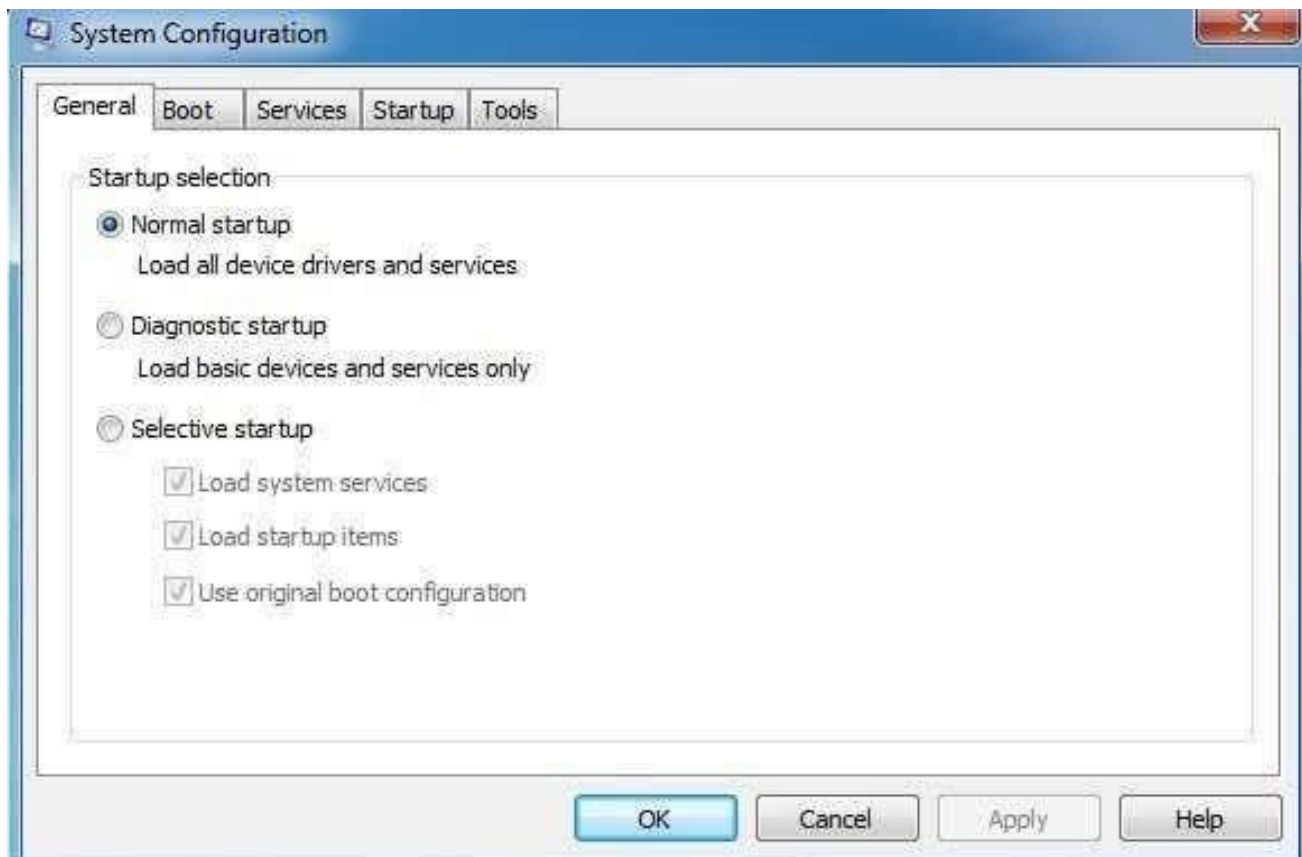 System Configuration
General Boot Services Startup Tools
Startup selection
Normal startup
Load all device drivers and services
Diagnostic startup
Load basic devices and services only
Selective startup
Load system services
Load startup items
Use original boot configuration
OK Cancel Apply Help